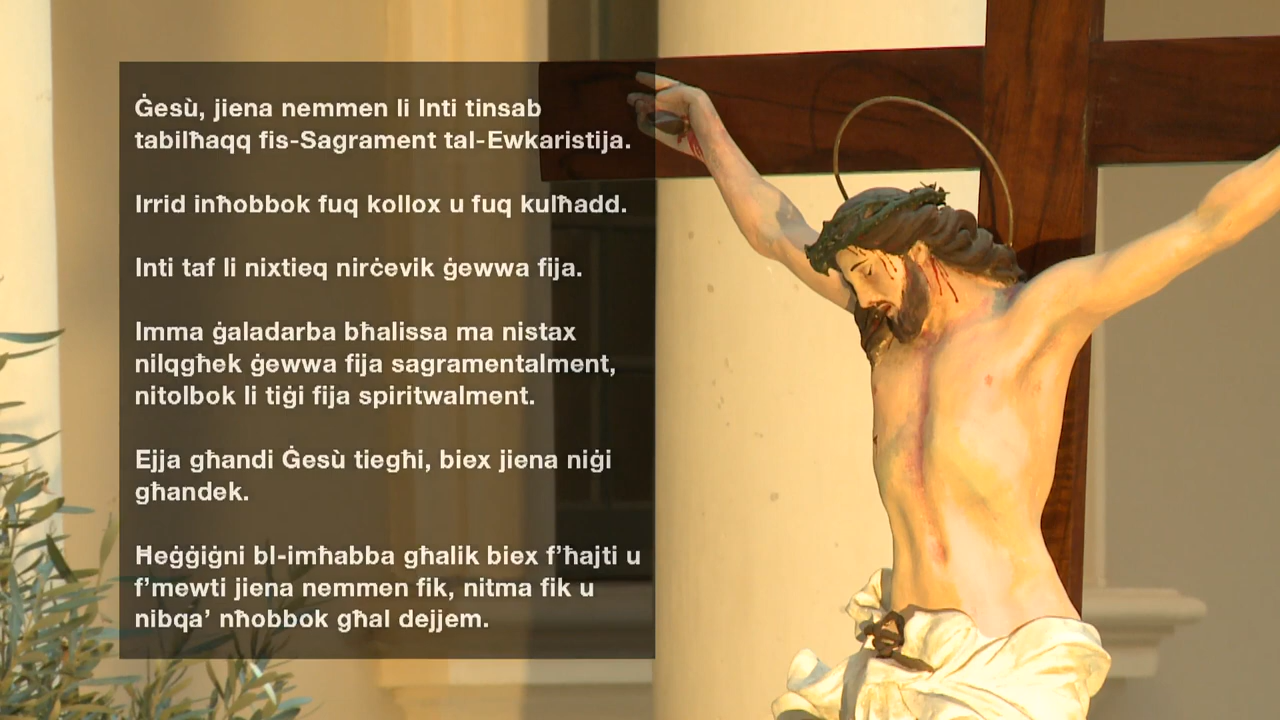 Ġesù, jiena nemmen li Inti tinsab
tabilħaqq fis-Sagrament tal-Ewkaristija.
Irrid inħobbok fuq kollox u fuq kulħadd.
Inti taf li nixtieq nirċevik ġewwa fija.
Imma ġaladarba bħalissa ma nistax
nilqgħek ġewwa fija sagramentalment,
nitolbok li tiġi fija spiritwalment.
Ejja għandi Ġesù tiegħi, biex jiena niġi
għandek.
Ħeġġiġni bl-imħabba għalik biex f’ħajti u
f’mewti jiena nemmen fik, nitma fik u
nibqa’ nħobbok għal dejjem.